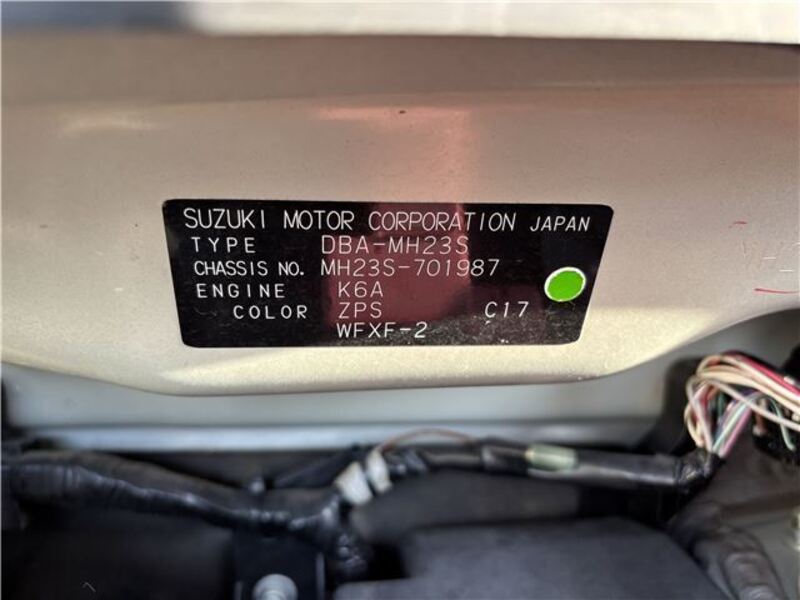 SUZUKI MOTOR CORPORATION JAPAN
TYPE DBA-MH23S
CHASSIS NO. MH23S-701987
ENGINE K6A
COLOR ZPS C17
WFXF-2